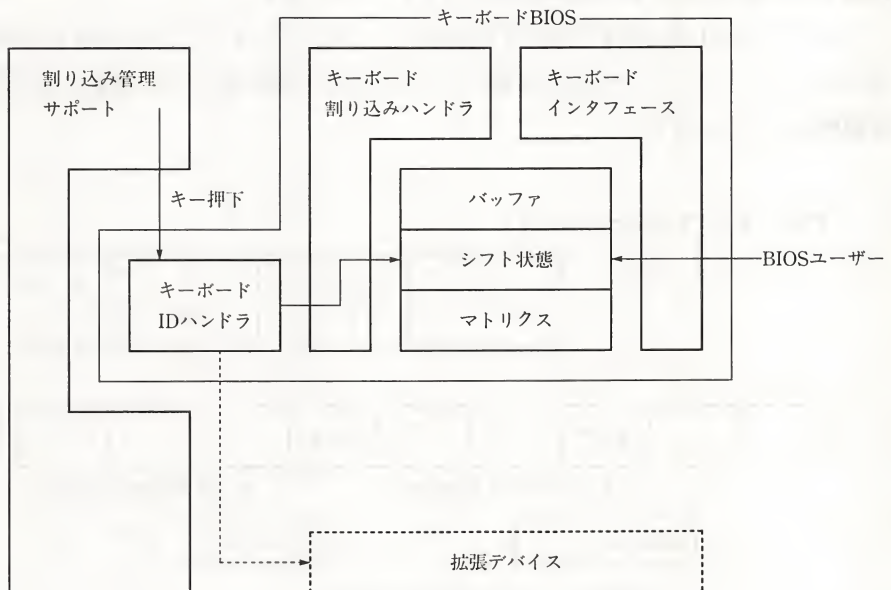 キーボードBIOS
割り込み管理
サポート
キーボード
割り込みハンドラ
キーボード
インタフェース
キー押下
バッファ
シフト状態
マトリクス
BIOSユーザー
キーボード
IDハンドラ
拡張デバイス